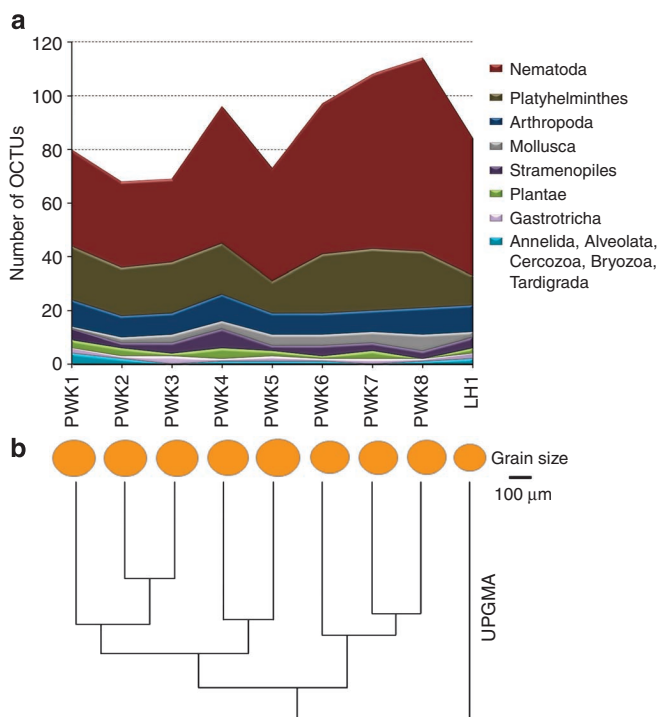 a
120
100
80
60
40
20
0
Number of OCTUs
Nematoda
Platyhelminthes
Arthropoda
Mollusca
Stramenopiles
Plantae
Gastrotricha
Annelida, Alveolata,
Cercozoa, Bryozoa,
Tardigrada
PWK1
PWK2
PWK3
PWK4
PWK5
PWK6
PWK7
PWK8
LH1
b
Grain size
100 μm
UPGMA